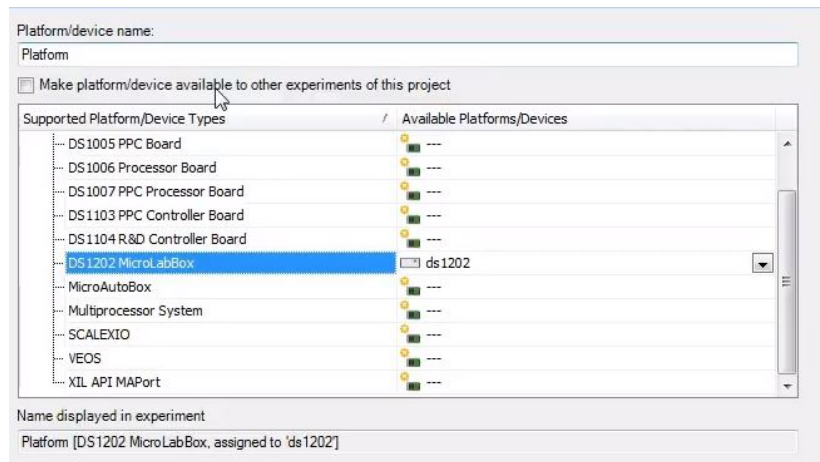 Platform/device name:
Platform
Make platform/device available to other experiments of this project
Supported Platform/Device Types / Available Platforms/Devices
DS1005 PPC Board ---
DS1006 Processor Board ---
DS1007 PPC Processor Board ---
DS1103 PPC Controller Board ---
DS1104 R&D Controller Board ---
DS1202 MicroLabBox ds1202
MicroAutoBox ---
Multiprocessor System ---
SCALEXIO ---
VEOS ---
XIL API MAPort ---
Name displayed in experiment
Platform [DS1202 MicroLabBox, assigned to 'ds1202']